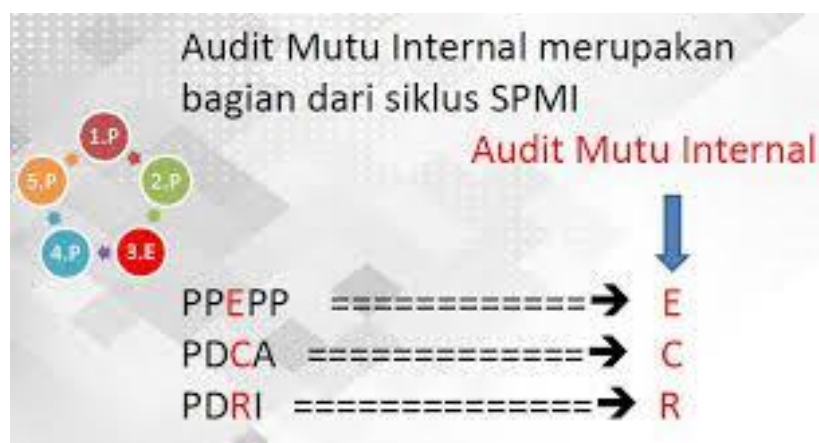 Audit Mutu Internal merupakan
bagian dari siklus SPMI
Audit Mutu Internal
1.P
5.P
2.P
4.P
3.E
PPEPP ============➔ E
PDCA =============➔ C
PDRI ==============➔ R